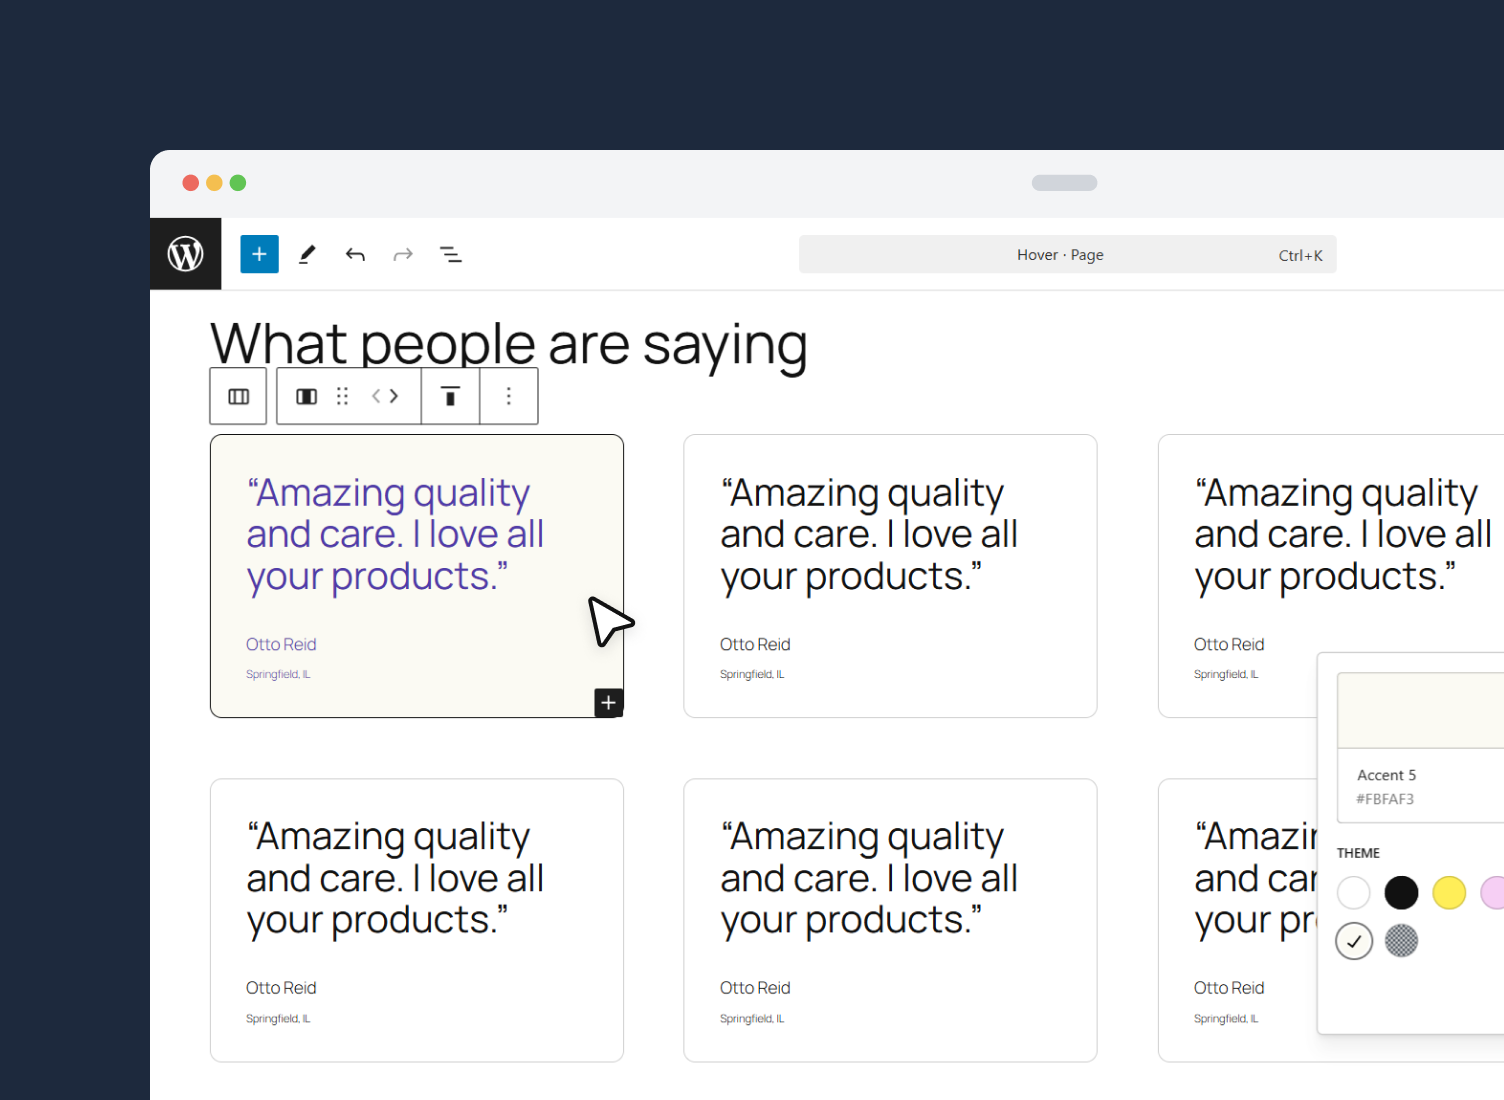 Hover · Page
Ctrl+K
What people are saying
“Amazing quality
and care. I love all
your products.”
Otto Reid
Springfield, IL
“Amazing quality
and care. I love all
your products.”
Otto Reid
Springfield, IL
“Amazing quality
and care. I love all
your products.”
Otto Reid
Springfield, IL
“Amazing quality
and care. I love all
your products.”
Otto Reid
Springfield, IL
“Amazing quality
and care. I love all
your products.”
Otto Reid
Springfield, IL
“Amazin
and car
your pr
Otto Reid
Springfield, IL
Accent 5
#FBFAF3
THEME